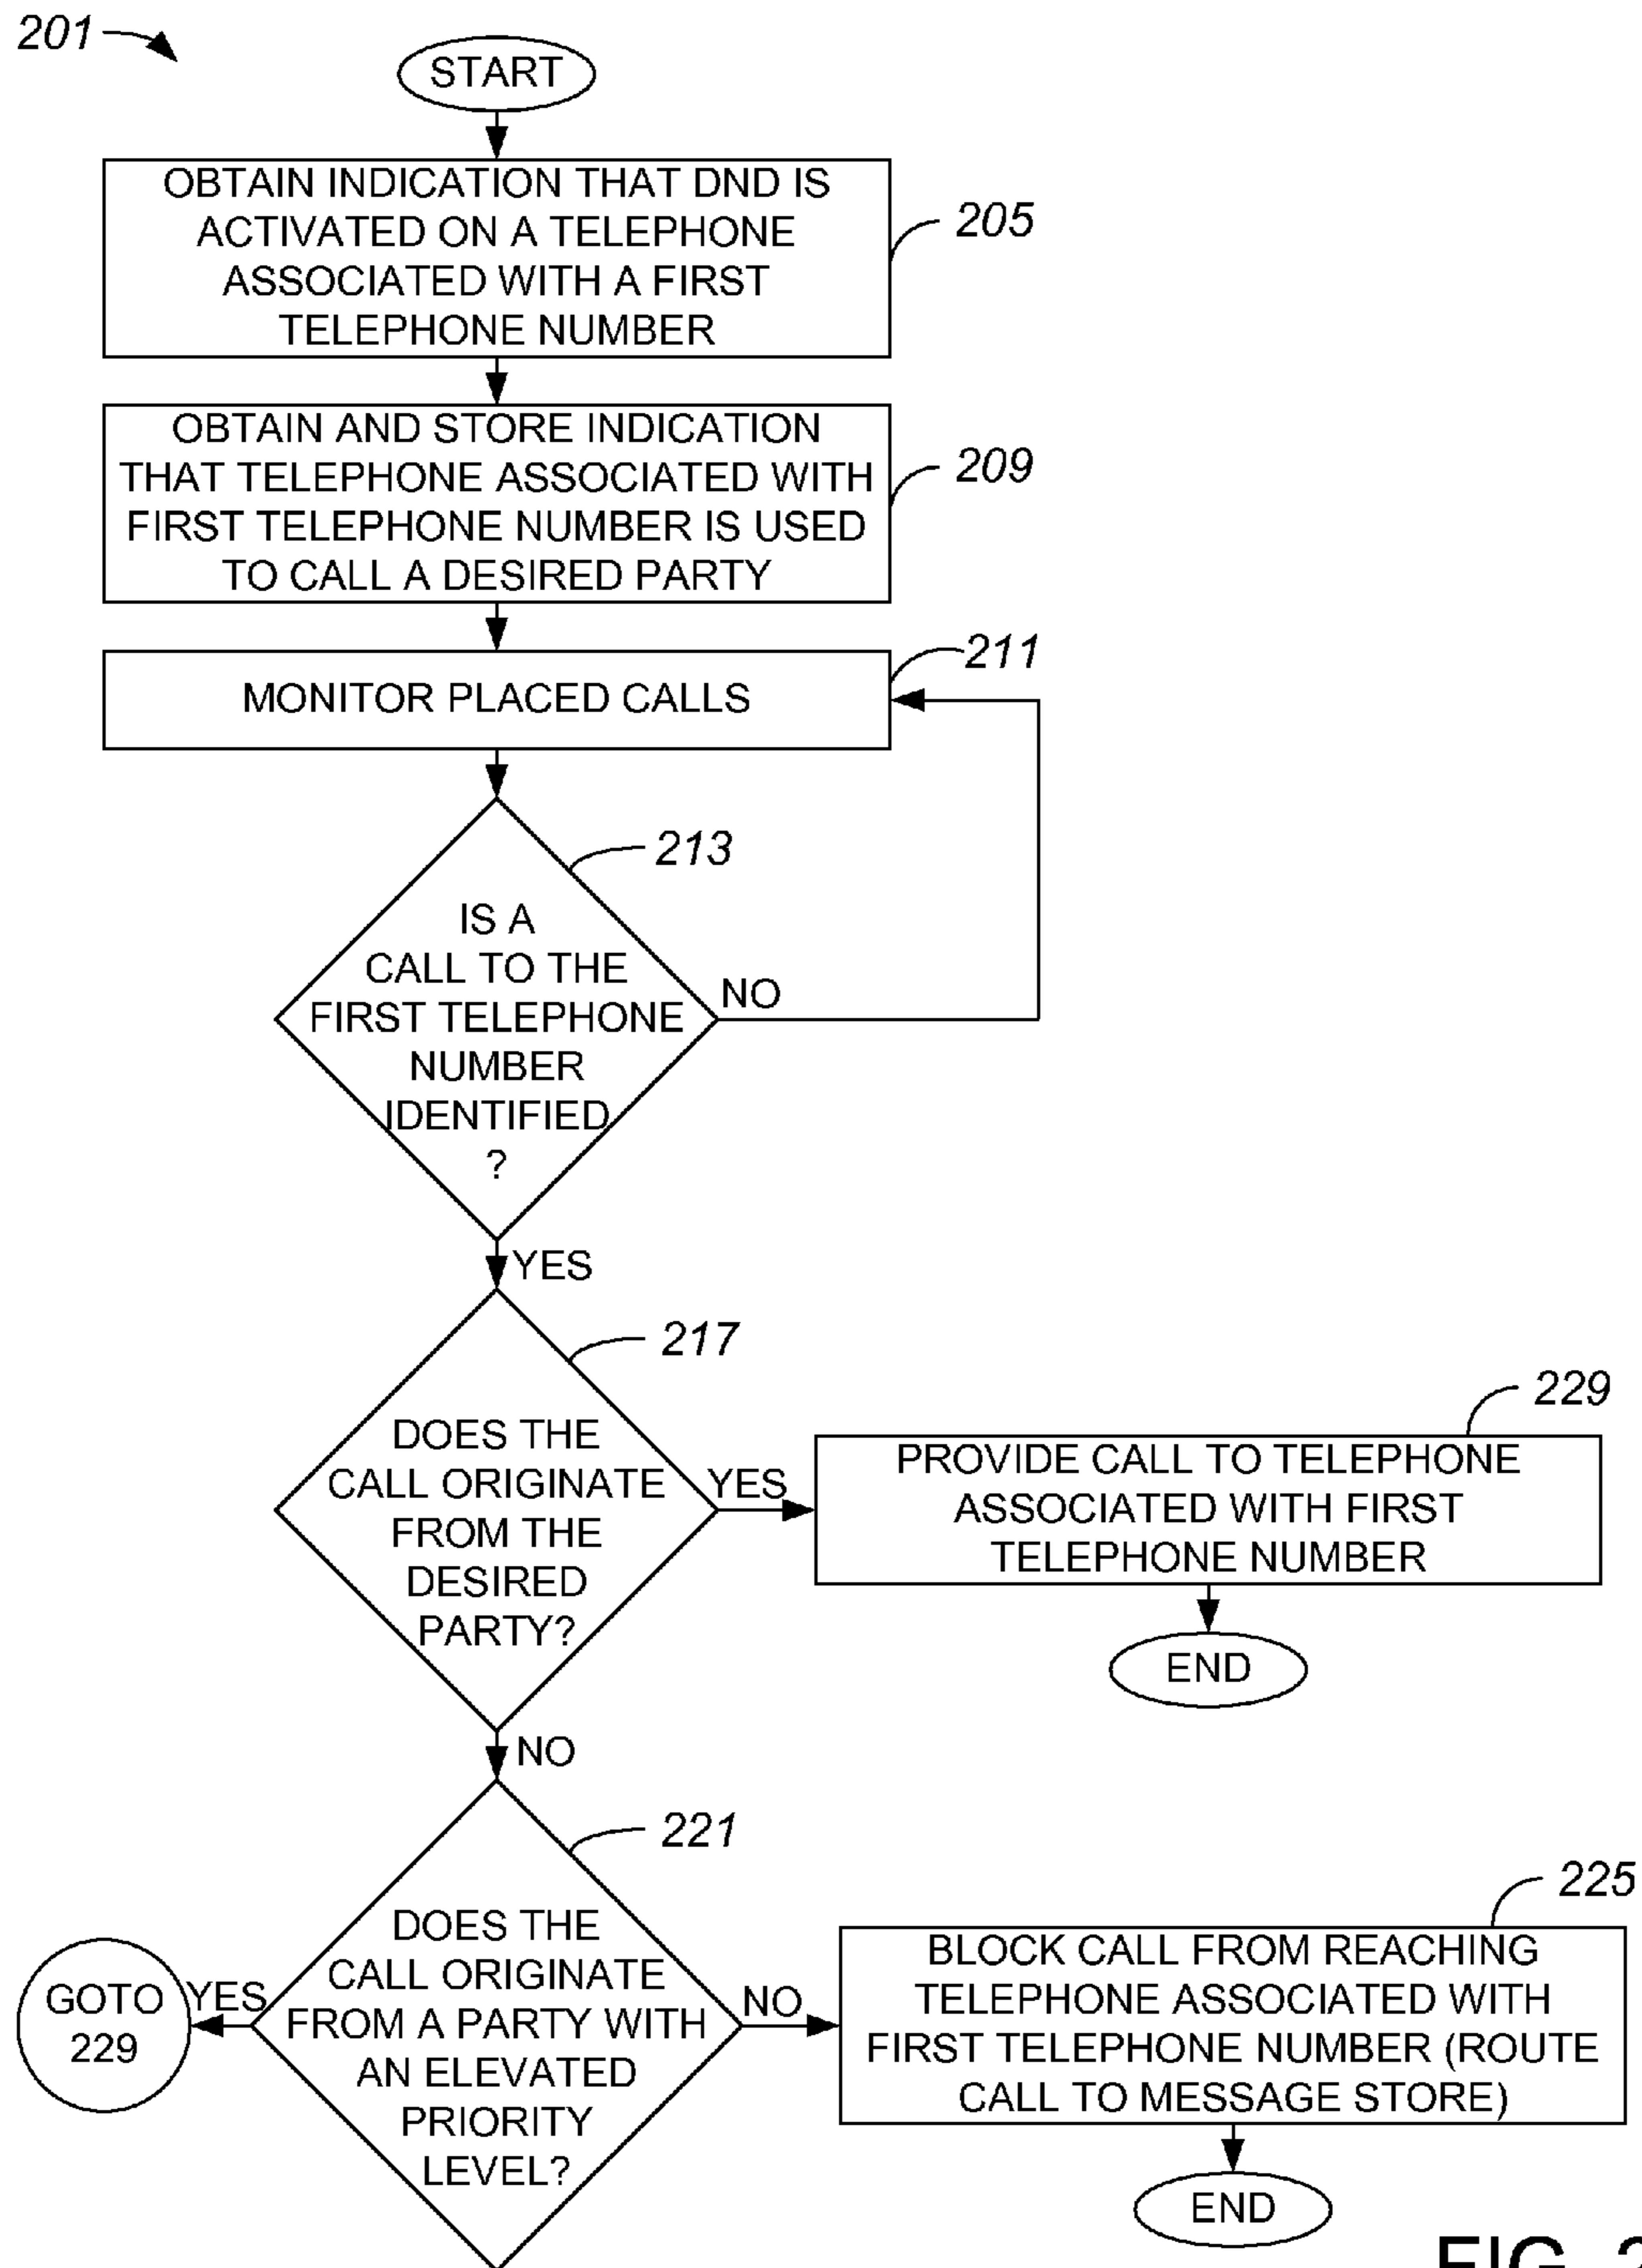 201
START
OBTAIN INDICATION THAT DND IS
ACTIVATED ON A TELEPHONE
ASSOCIATED WITH A FIRST
TELEPHONE NUMBER
205
OBTAIN AND STORE INDICATION
THAT TELEPHONE ASSOCIATED WITH
FIRST TELEPHONE NUMBER IS USED
TO CALL A DESIRED PARTY
209
MONITOR PLACED CALLS
211
213
IS A
CALL TO THE
FIRST TELEPHONE
NUMBER
IDENTIFIED
?
NO
YES
217
DOES THE
CALL ORIGINATE
FROM THE
DESIRED
PARTY?
YES
229
PROVIDE CALL TO TELEPHONE
ASSOCIATED WITH FIRST
TELEPHONE NUMBER
END
NO
221
DOES THE
CALL ORIGINATE
FROM A PARTY WITH
AN ELEVATED
PRIORITY
LEVEL?
YES
GOTO
229
NO
225
BLOCK CALL FROM REACHING
TELEPHONE ASSOCIATED WITH
FIRST TELEPHONE NUMBER (ROUTE
CALL TO MESSAGE STORE)
END
FIG. 2